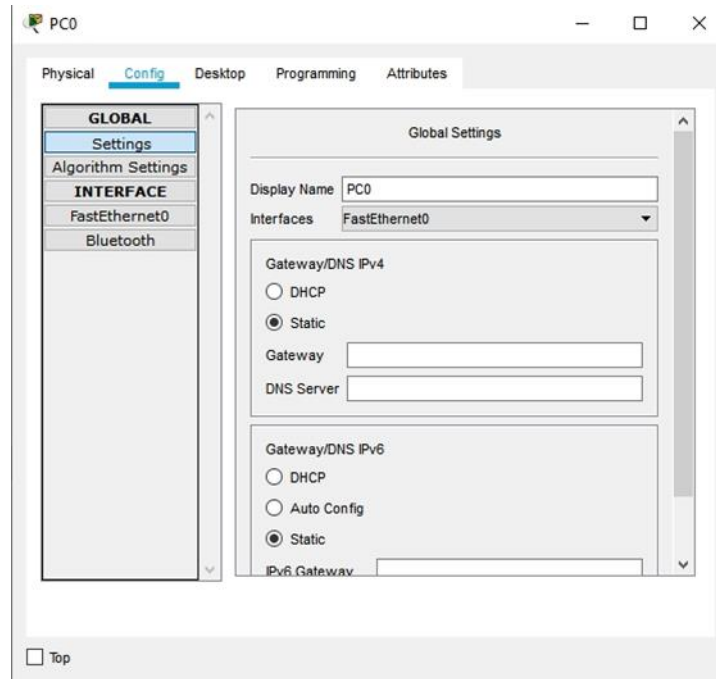 PC0
Physical Config Desktop Programming Attributes
GLOBAL
Settings
Algorithm Settings
INTERFACE
FastEthernet0
Bluetooth
Global Settings
Display Name PC0
Interfaces FastEthernet0
Gateway/DNS IPv4
DHCP
Static
Gateway
DNS Server
Gateway/DNS IPv6
DHCP
Auto Config
Static
IPv6 Gateway
Top